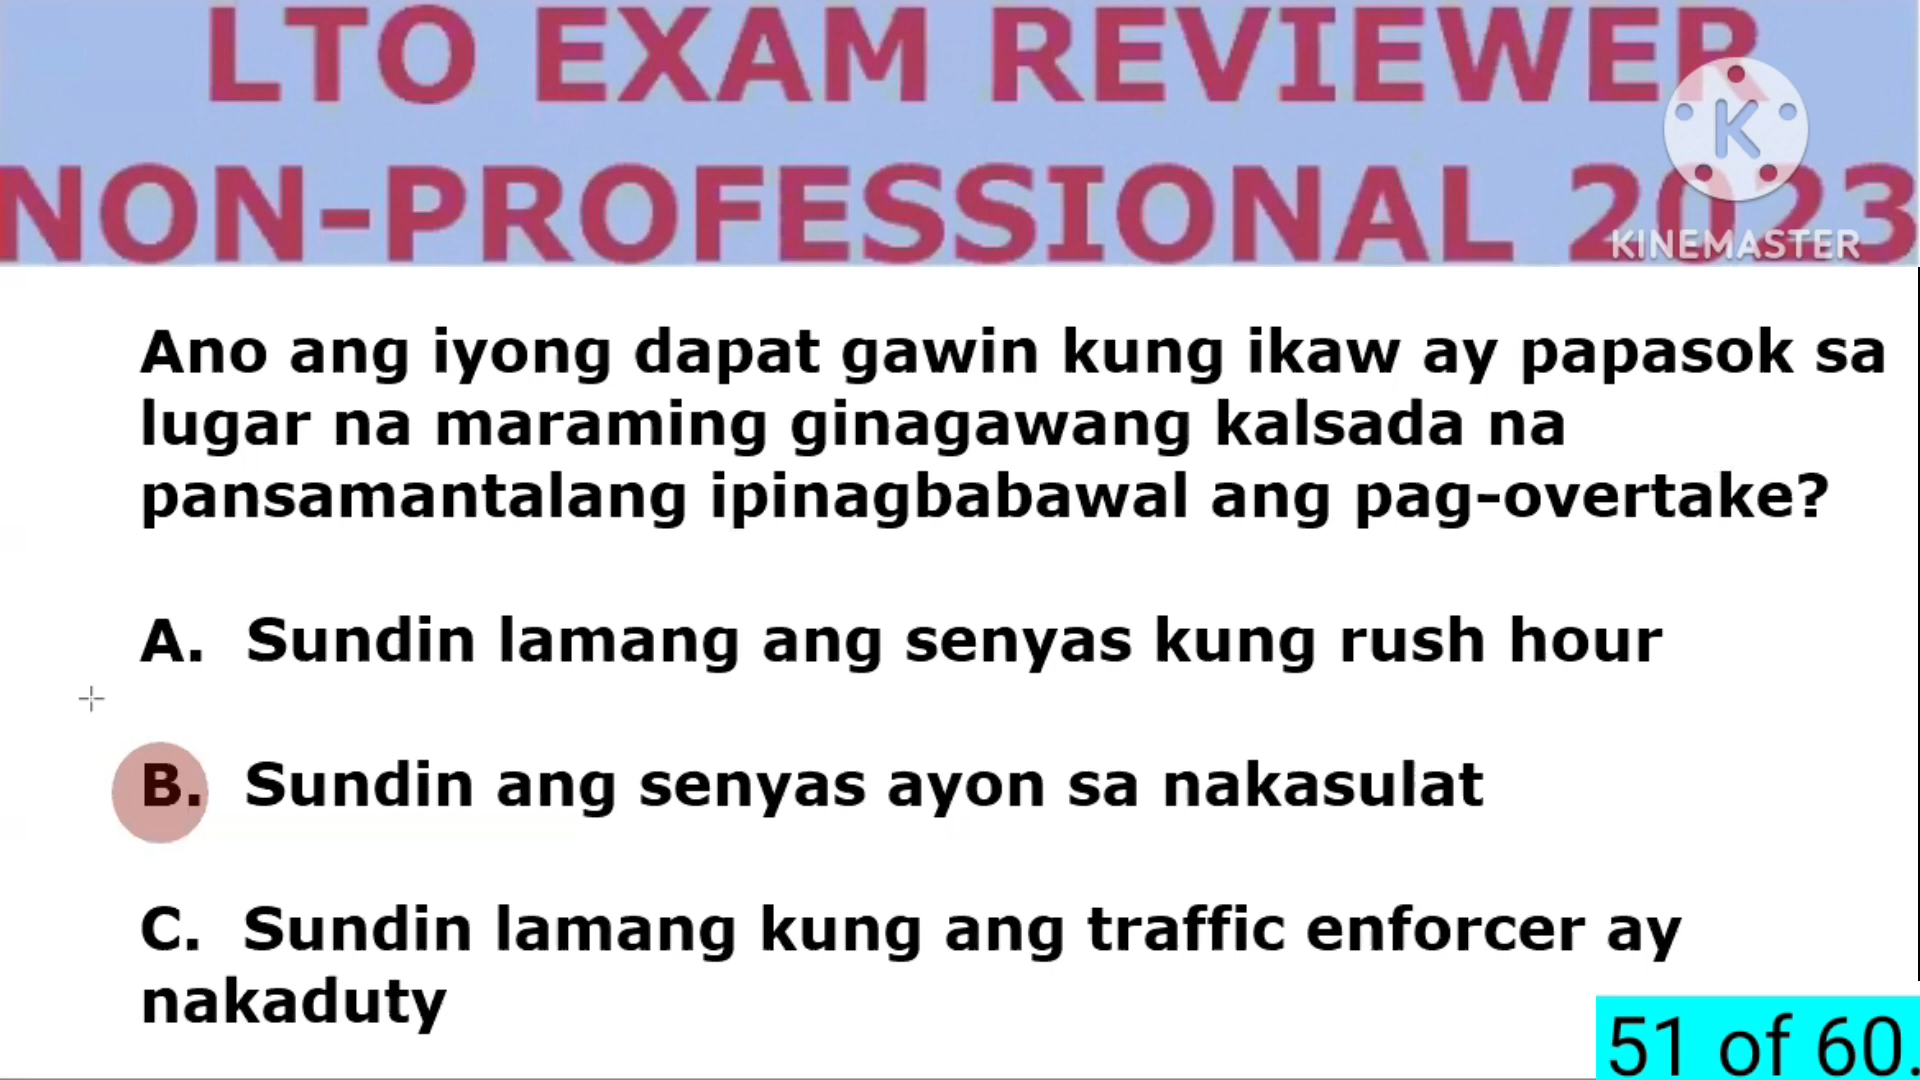 LTO EXAM REVIEWER
NON-PROFESSIONAL 2023
K
KINEMASTER
Ano ang iyong dapat gawin kung ikaw ay papasok sa
lugar na maraming ginagawang kalsada na
pansamantalang ipinagbabawal ang pag-overtake?
A. Sundin lamang ang senyas kung rush hour
B. Sundin ang senyas ayon sa nakasulat
C. Sundin lamang kung ang traffic enforcer ay
nakaduty
51 of 60.